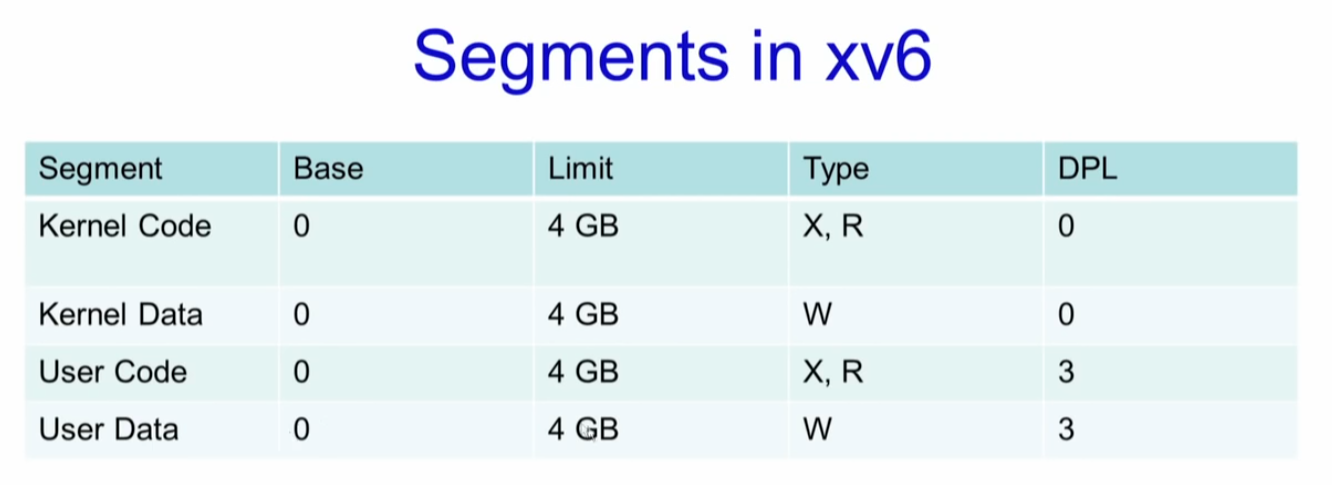 Segments in xv6
Segment Base Limit Type DPL
Kernel Code 0 4 GB X, R 0
Kernel Data 0 4 GB W 0
User Code 0 4 GB X, R 3
User Data 0 4 GB W 3